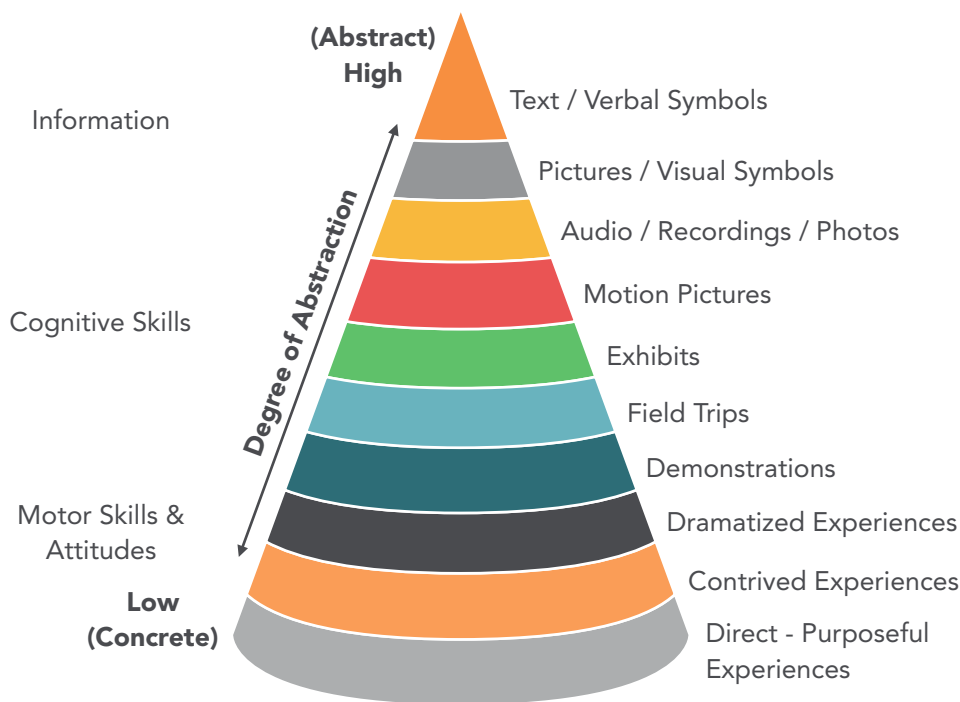 (Abstract)
High
Text / Verbal Symbols
Information
Pictures / Visual Symbols
Audio / Recordings / Photos
Degree of Abstraction
Motion Pictures
Cognitive Skills
Exhibits
Field Trips
Demonstrations
Motor Skills &
Attitudes
Dramatized Experiences
Contrived Experiences
Low
(Concrete)
Direct - Purposeful
Experiences